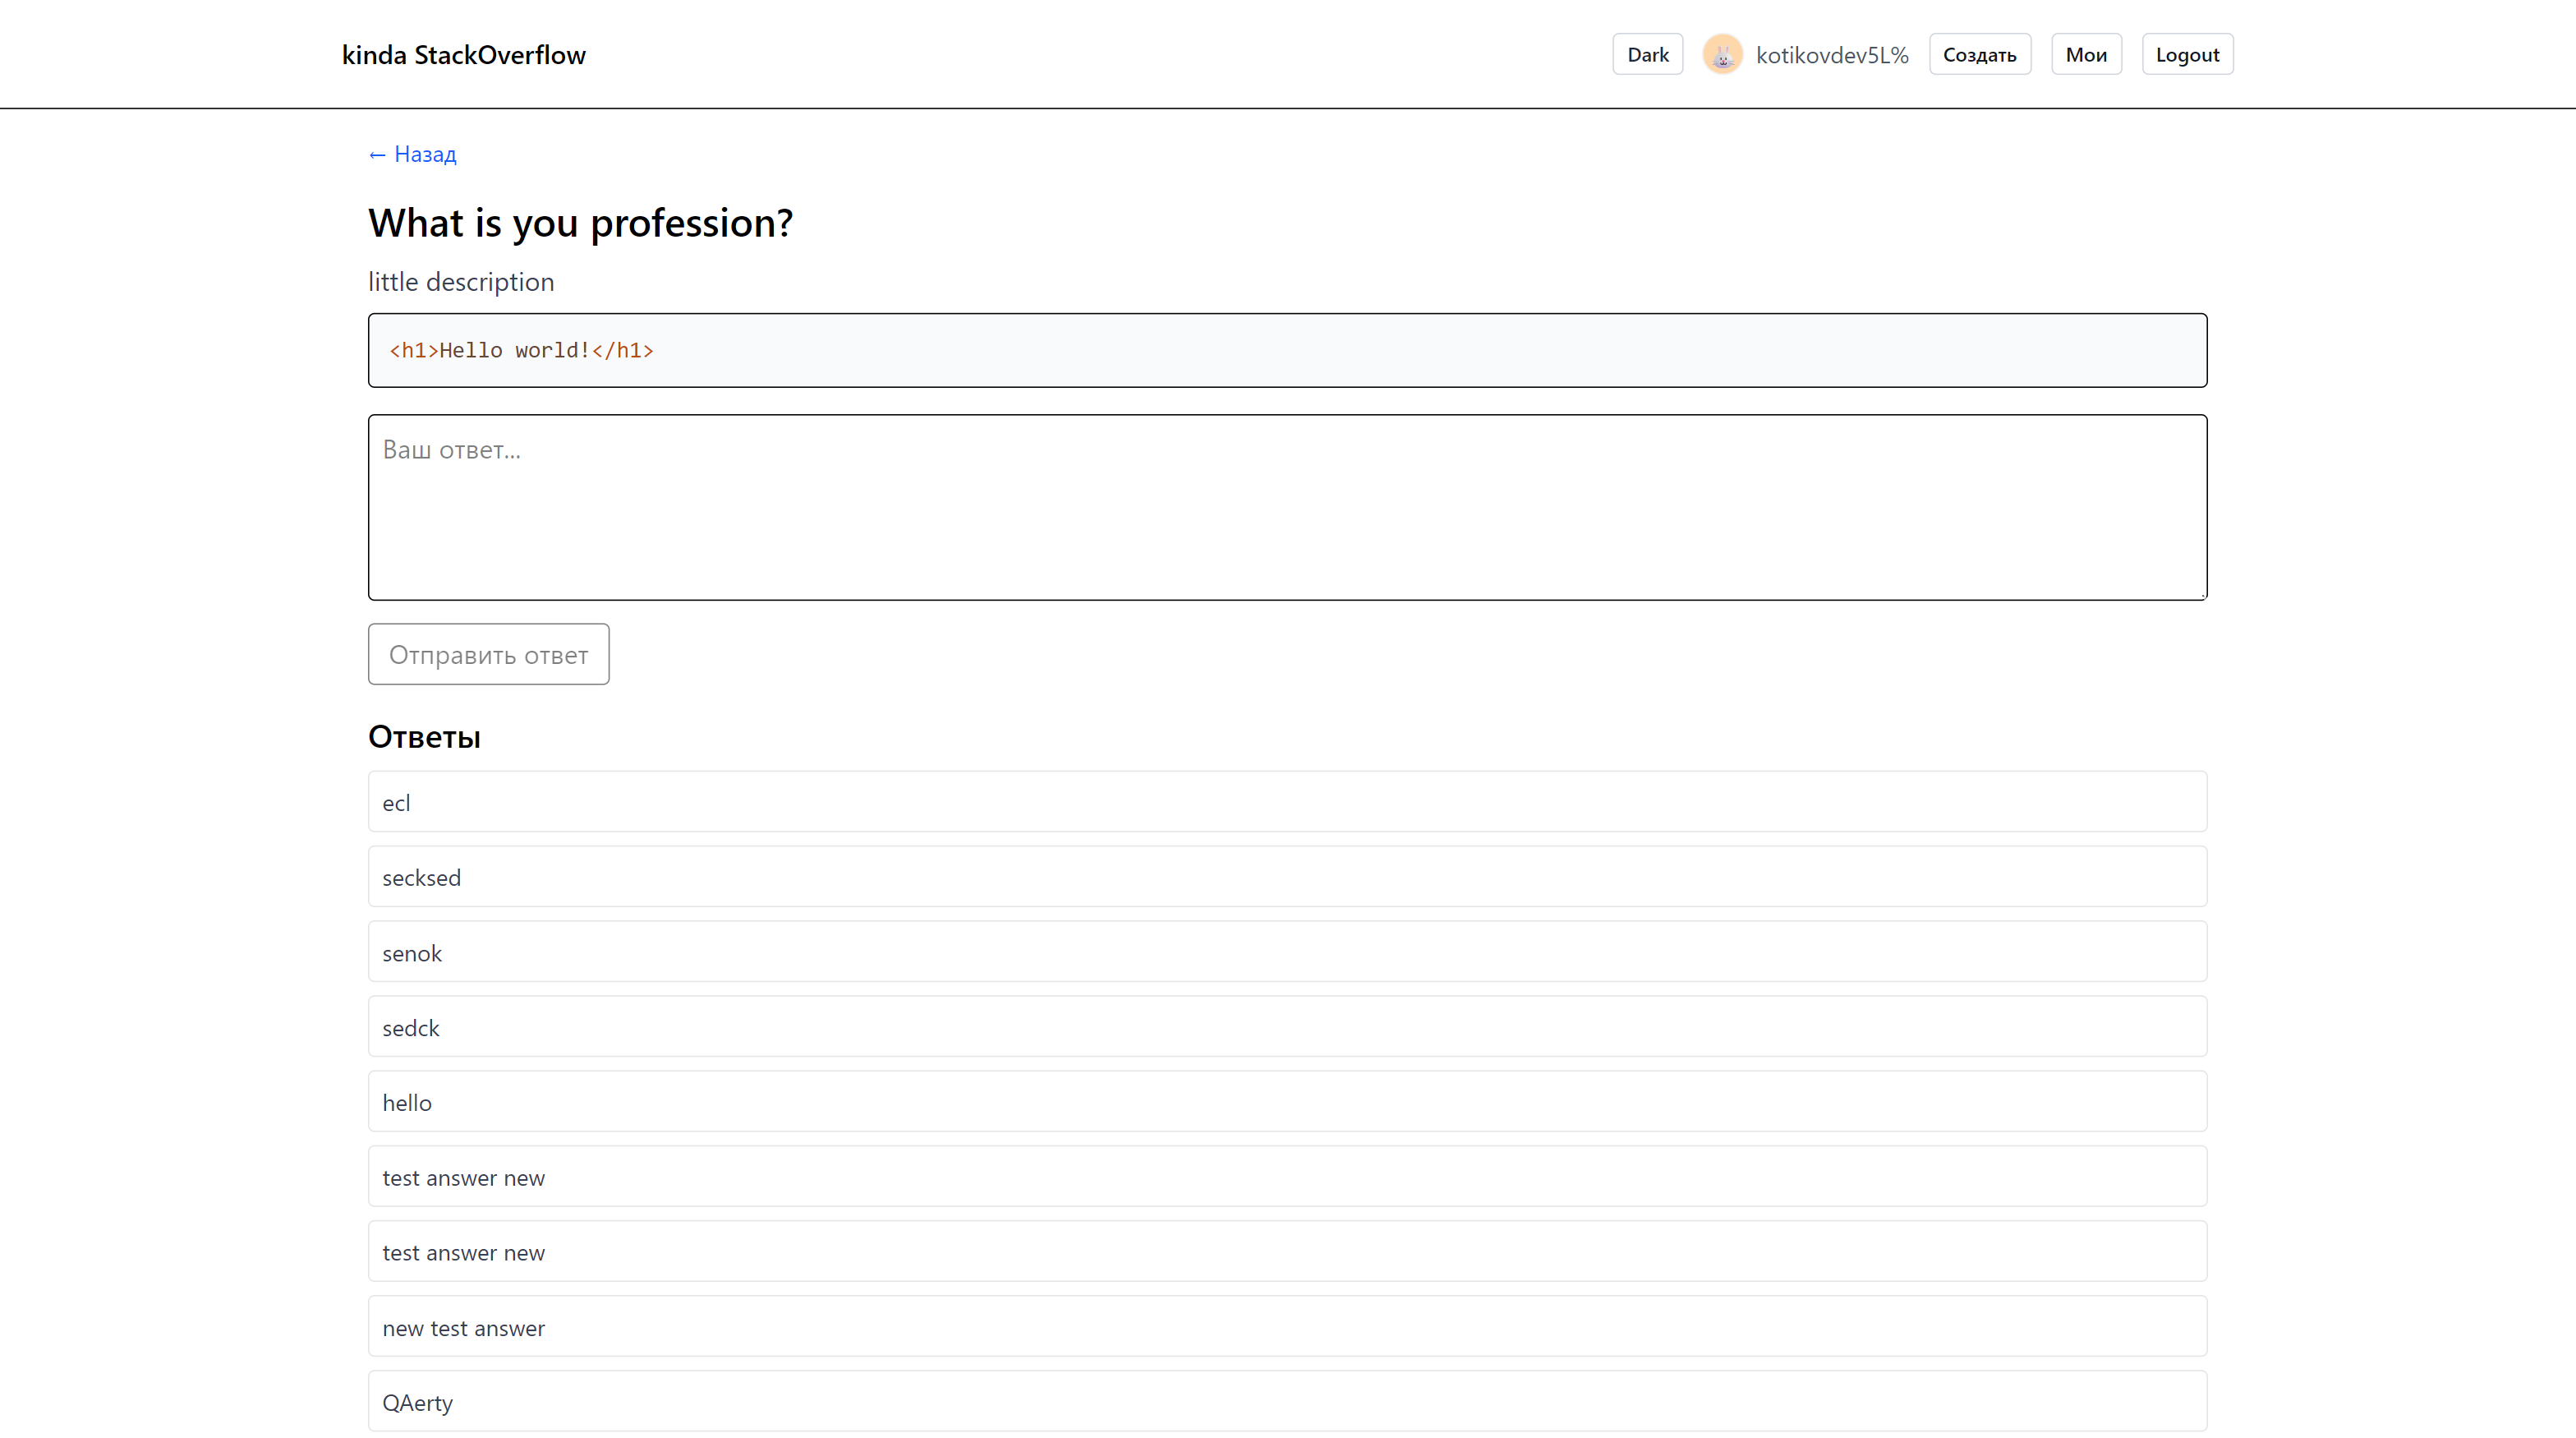 kinda StackOverflow
Dark kotikovdev5L% Создать Мои Logout
← Назад
What is you profession?
little description
<h1>Hello world!</h1>
Ваш ответ...
Отправить ответ
Ответы
ecl
secksed
senok
sedck
hello
test answer new
test answer new
new test answer
QAerty